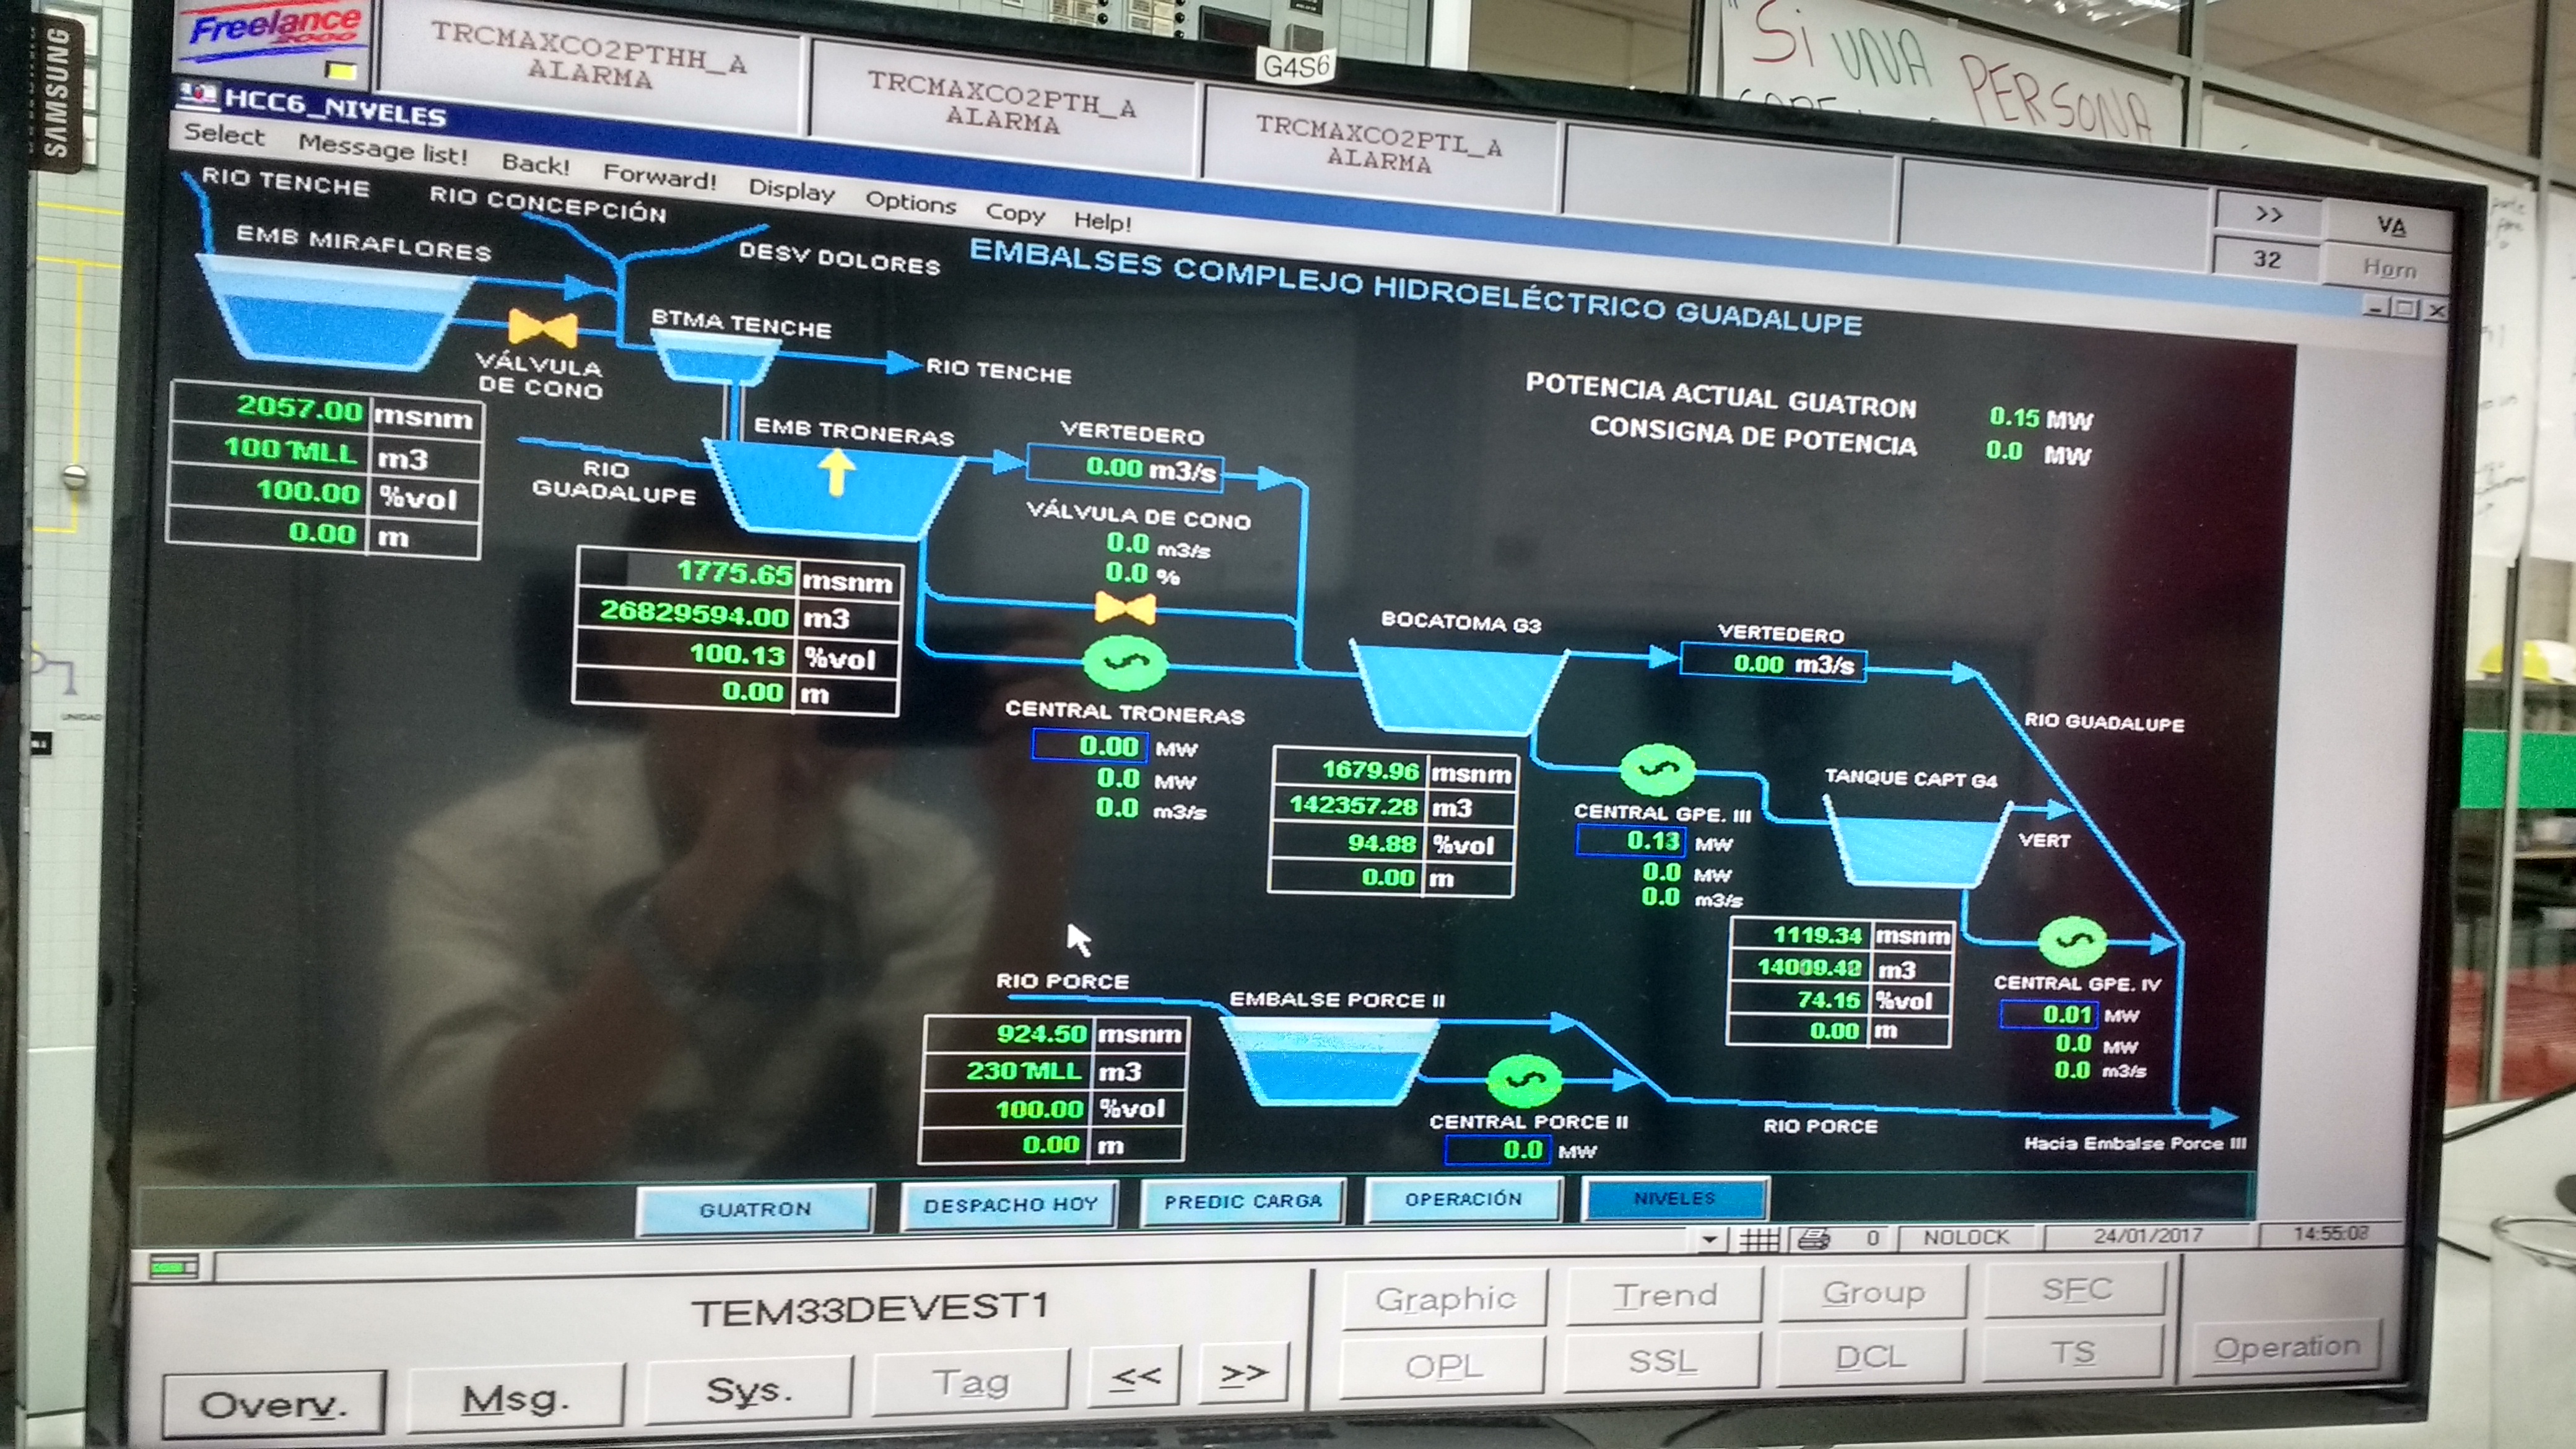 SAMSUNG
Freelance
2000
TRCMAXCO2PTHH_A
ALARMA
TRCMAXCO2PTH_A
ALARMA
G4S6
TRCMAXCO2PTL_A
ALARMA
Si UNA PERSONA
>>
VA
32
Horn
HCC6_NIVELES
Select Message list! Back! Forward! Display Options Copy Help!
EMBALSES COMPLEJO HIDROELÉCTRICO GUADALUPE
RIO TENCHE
RIO CONCEPCIÓN
EMB MIRAFLORES
DESV DOLORES
BTMA TENCHE
VÁLVULA
DE CONO
RIO TENCHE
POTENCIA ACTUAL GUATRON 0.15 MW
CONSIGNA DE POTENCIA 0.0 MW
2057.00 msnm
100'MLL m3
100.00 %vol
0.00 m
EMB TRONERAS
RIO
GUADALUPE
VERTEDERO
0.00 m3/s
VÁLVULA DE CONO
0.0 m3/s
0.0 %
1775.65 msnm
26829594.00 m3
100.13 %vol
0.00 m
CENTRAL TRONERAS
0.00 MW
0.0 MW
0.0 m3/s
BOCATOMA G3
VERTEDERO
0.00 m3/s
RIO GUADALUPE
1679.96 msnm
142357.28 m3
94.88 %vol
0.00 m
CENTRAL GPE. III
0.13 MW
0.0 MW
0.0 m3/s
TANQUE CAPT G4
VERT
1119.34 msnm
14009.48 m3
74.16 %vol
0.00 m
CENTRAL GPE. IV
0.01 MW
0.0 MW
0.0 m3/s
RIO PORCE
EMBALSE PORCE II
924.50 msnm
230'MLL m3
100.00 %vol
0.00 m
CENTRAL PORCE II
0.0 MW
RIO PORCE
Hacia Embalse Porce III
GUATRON DESPACHO HOY PREDIC CARGA OPERACIÓN NIVELES
0 NOLOCK 24/01/2017 14:55:03
TEM33DEVEST1
Graphic Trend Group SFC
Overv. Msg. Sys. Tag << >> OPL SSL DCL TS Operation
UNIDAD